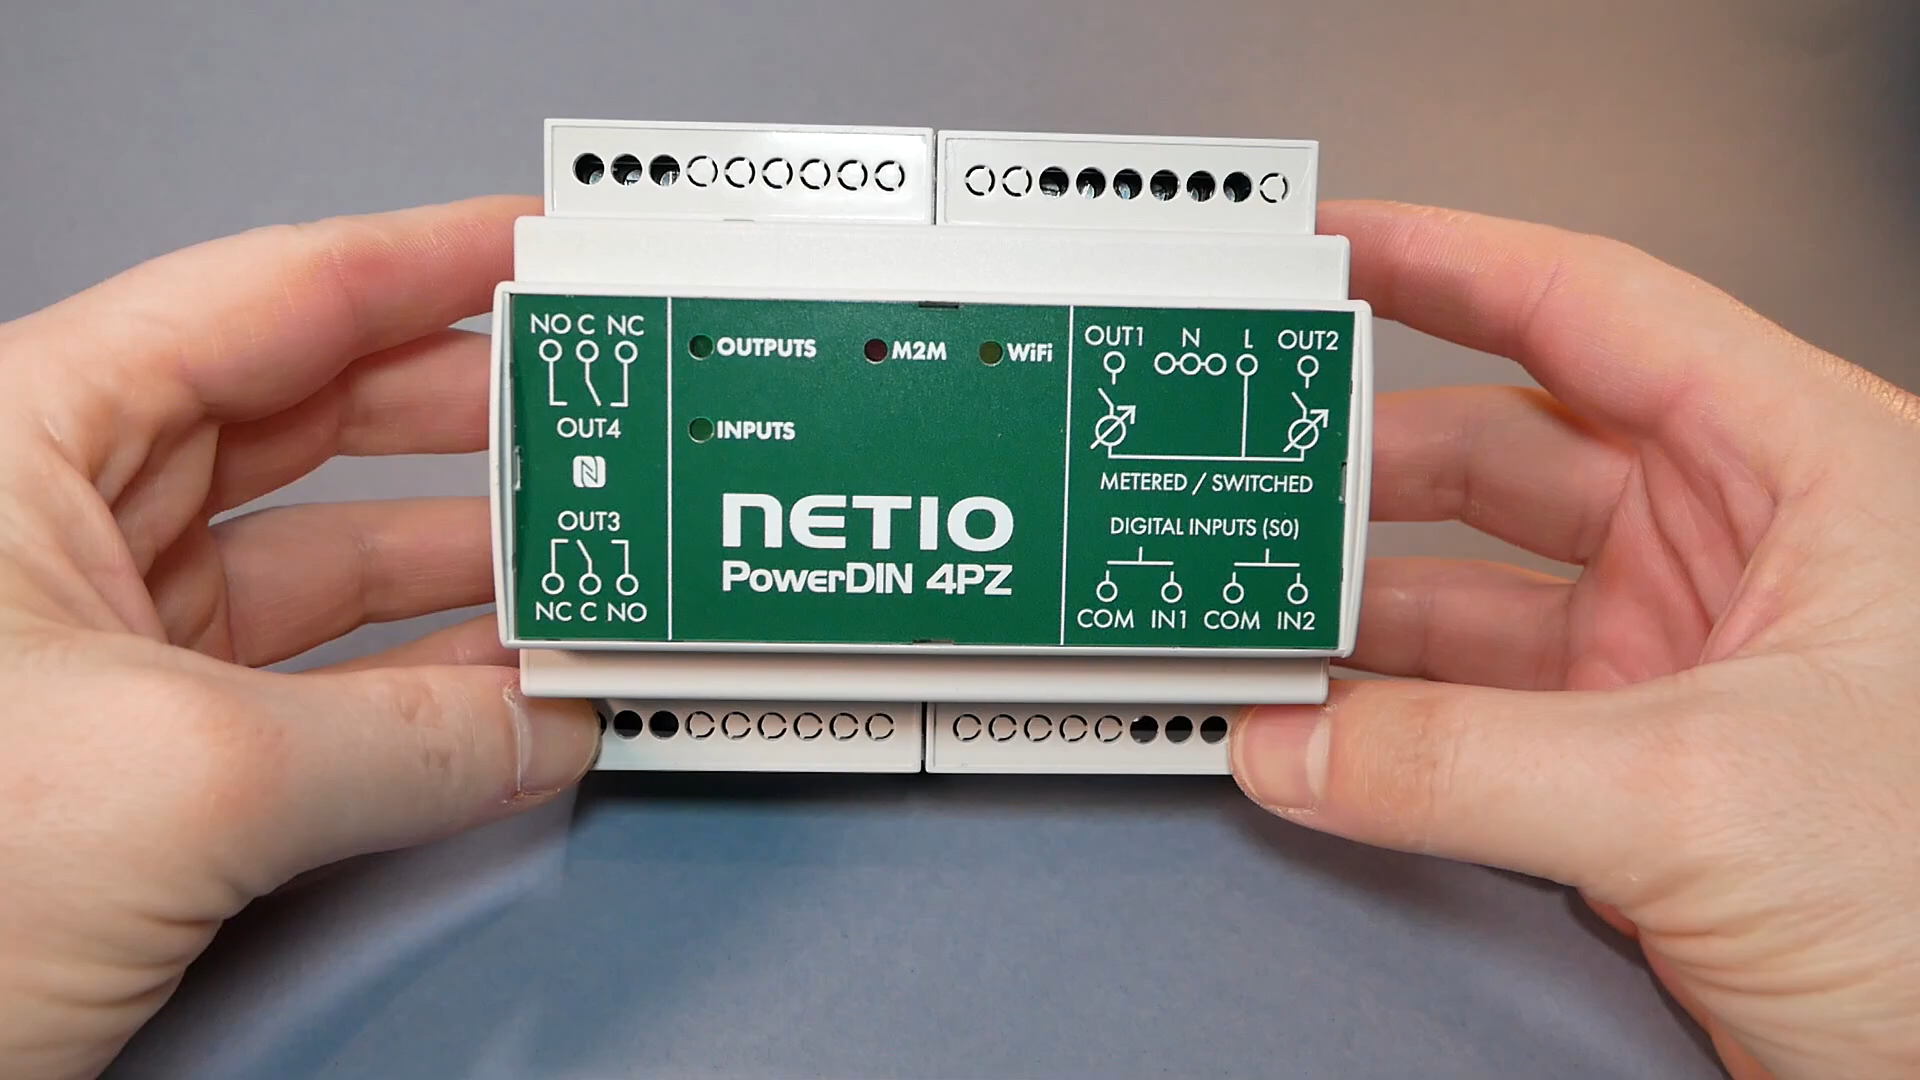 NO C NC
OUT4
OUT3
NC C NO
OUTPUTS
M2M
WiFi
INPUTS
NETIO
PowerDIN 4PZ
OUT1 N L OUT2
METERED / SWITCHED
DIGITAL INPUTS (S0)
COM IN1 COM IN2